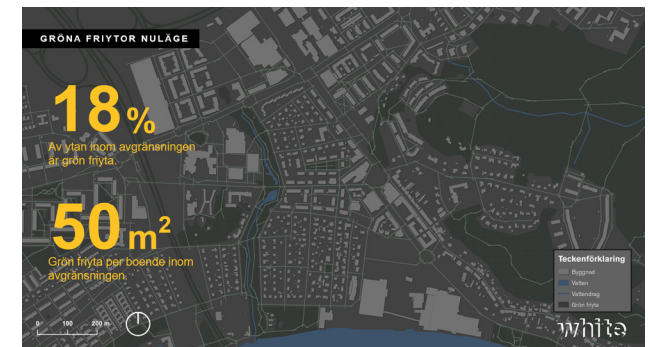 GRÖNA FRIYTOR NULÄGE
18%
Av ytan inom avgränsningen
är grön friyta.
50 m²
Grön friyta per boende inom
avgränsningen.
0 100 200 m
Teckenförklaring
Byggnad
Vatten
Vattendrag
Grön friyta
white